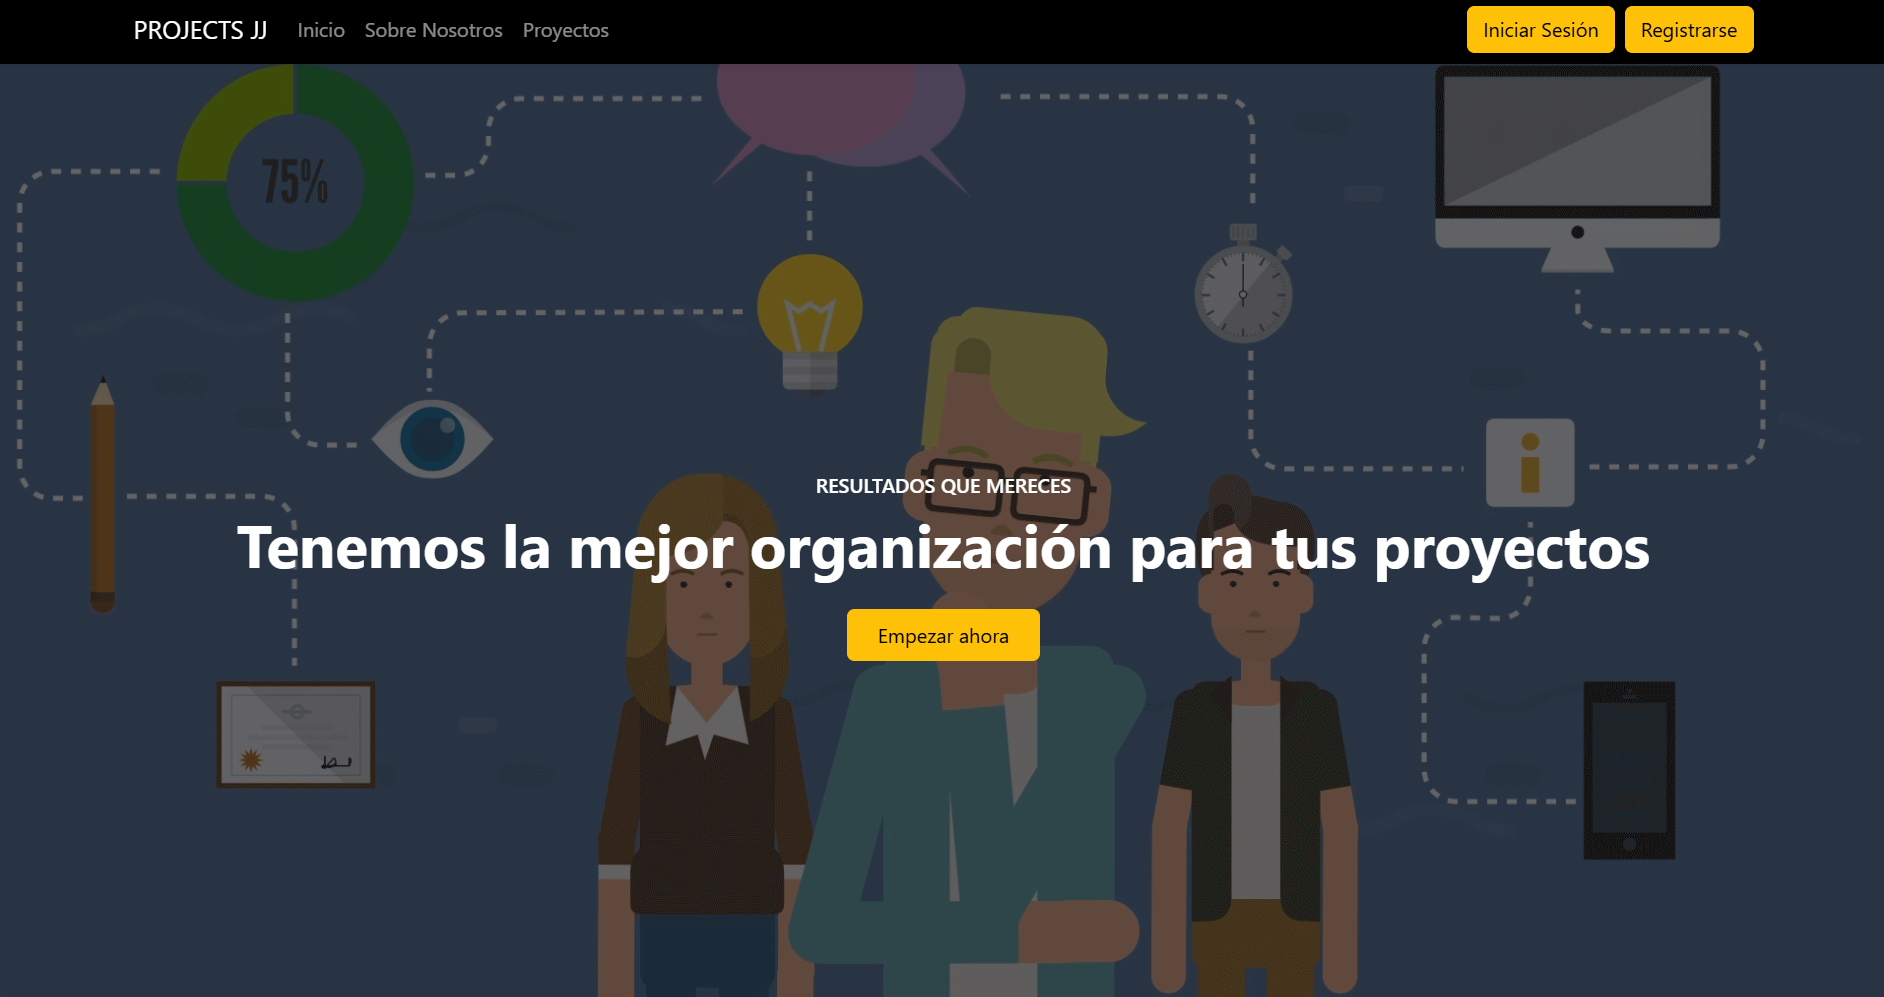 PROJECTS JJ Inicio Sobre Nosotros Proyectos Iniciar Sesión Registrarse
75%
RESULTADOS QUE MERECES
Tenemos la mejor organización para tus proyectos
Empezar ahora